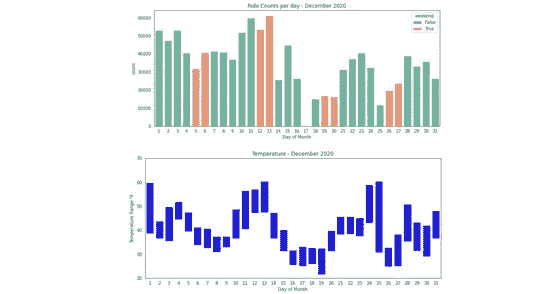 Ride Counts per day - December 2020
60000
50000
40000
30000
20000
10000
0
count
weekend
False
True
1 2 3 4 5 6 7 8 9 10 11 12 13 14 15 16 17 18 19 20 21 22 23 24 25 26 27 28 29 30 31
Day of Month
Temperature - December 2020
70
60
50
40
30
20
Temperature Range °F
1 2 3 4 5 6 7 8 9 10 11 12 13 14 15 16 17 18 19 20 21 22 23 24 25 26 27 28 29 30 31
Day of Month